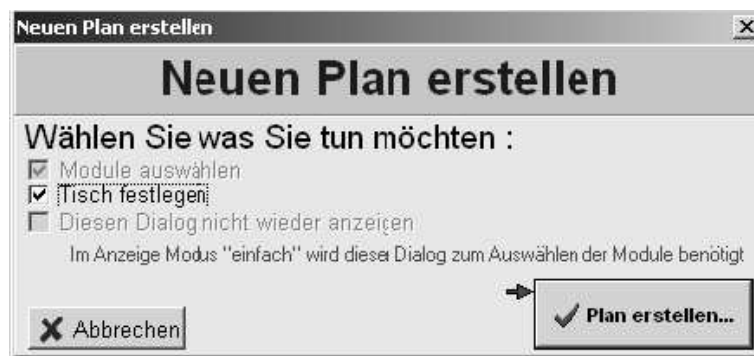 Neuen Plan erstellen
Neuen Plan erstellen
Wählen Sie was Sie tun möchten :
Module auswählen
Tisch festlegen
Diesen Dialog nicht wieder anzeigen
Im Anzeige Modus "einfach" wird dieser Dialog zum Auswählen der Module benötigt
Abbrechen
Plan erstellen...